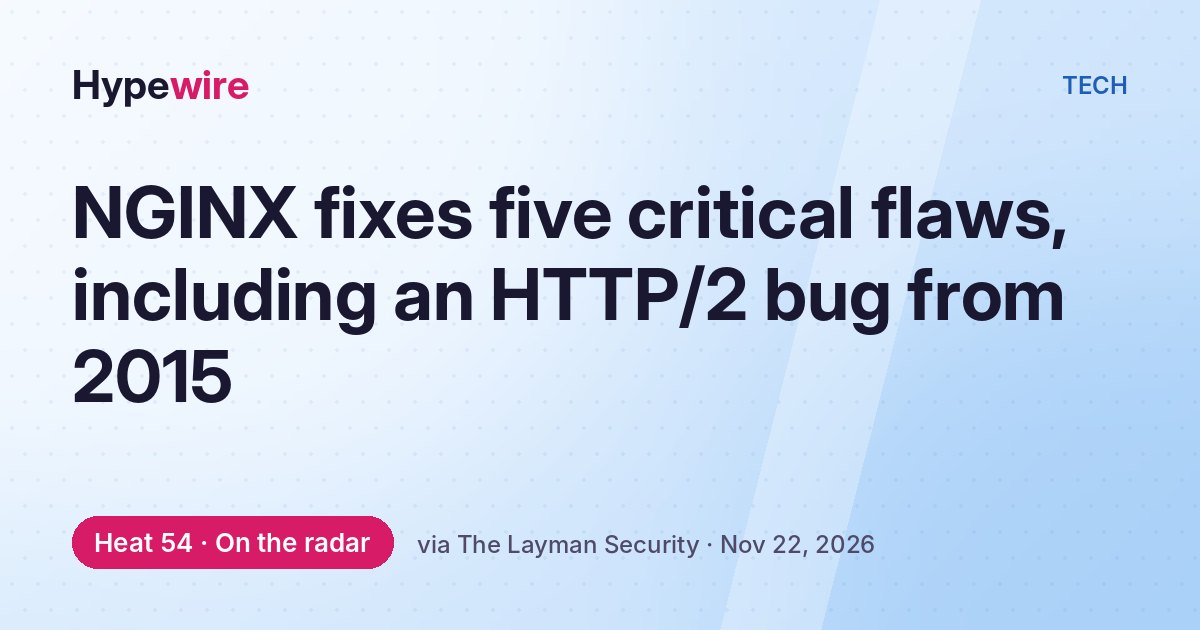 Hypewire
TECH
NGINX fixes five critical flaws,
including an HTTP/2 bug from
2015
Heat 54 · On the radar
via The Layman Security · Nov 22, 2026